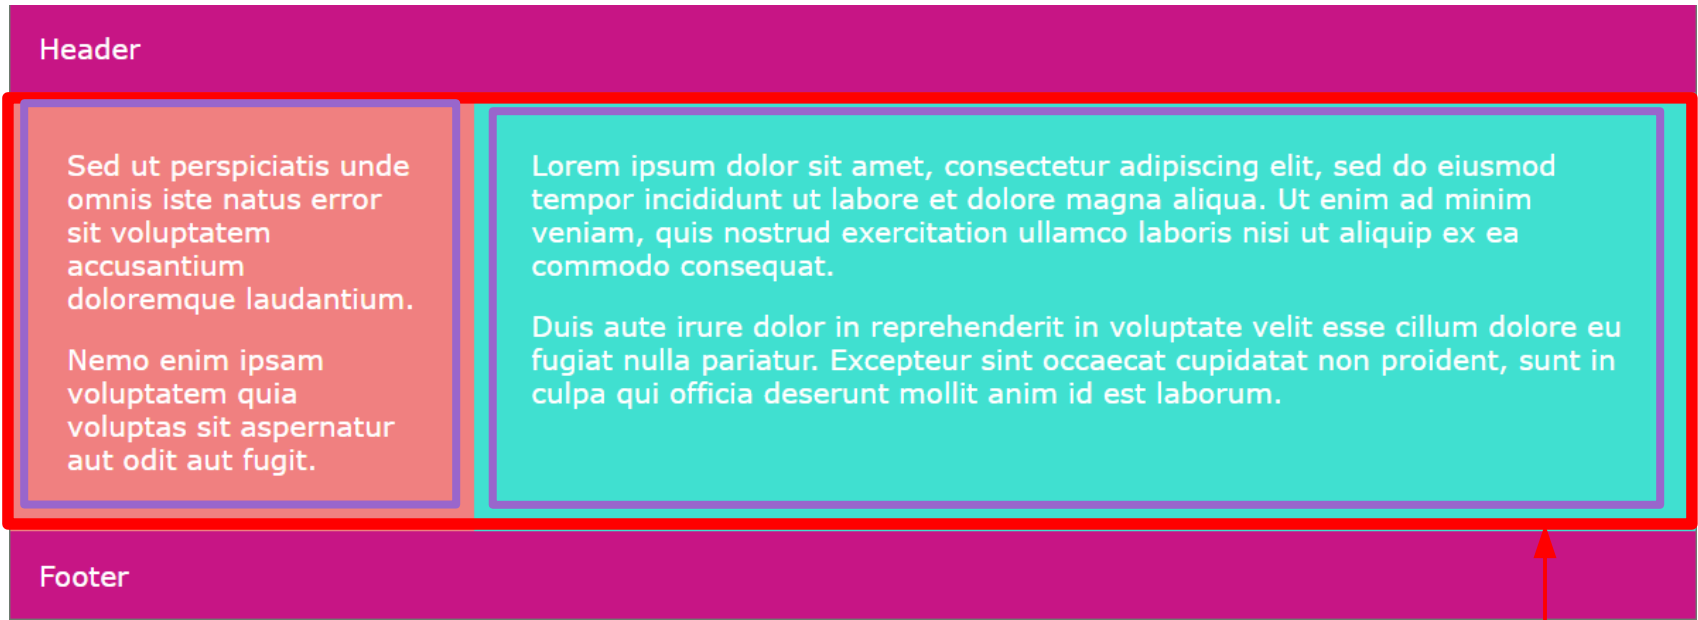 Header
Sed ut perspiciatis unde
omnis iste natus error
sit voluptatem
accusantium
doloremque laudantium.
Nemo enim ipsam
voluptatem quia
voluptas sit aspernatur
aut odit aut fugit.
Lorem ipsum dolor sit amet, consectetur adipiscing elit, sed do eiusmod
tempor incididunt ut labore et dolore magna aliqua. Ut enim ad minim
veniam, quis nostrud exercitation ullamco laboris nisi ut aliquip ex ea
commodo consequat.
Duis aute irure dolor in reprehenderit in voluptate velit esse cillum dolore eu
fugiat nulla pariatur. Excepteur sint occaecat cupidatat non proident, sunt in
culpa qui officia deserunt mollit anim id est laborum.
Footer